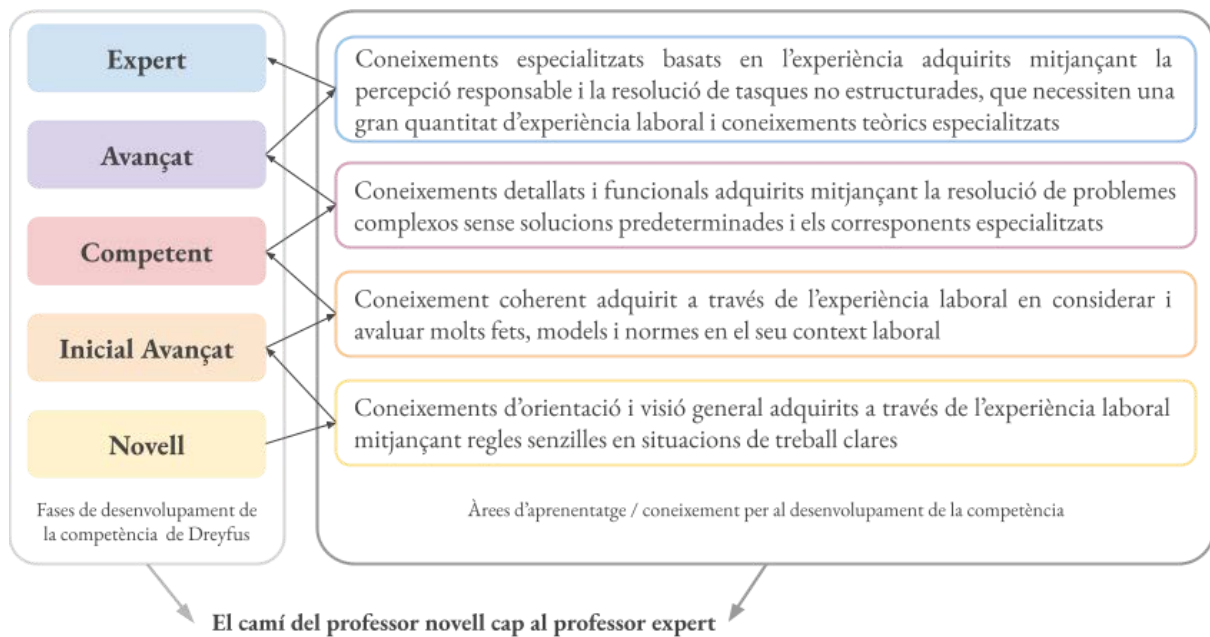 Expert
Avançat
Competent
Inicial Avançat
Novell
Fases de desenvolupament de
la competència de Dreyfus
Coneixements especialitzats basats en l’experiència adquirits mitjançant la
percepció responsable i la resolució de tasques no estructurades, que necessiten una
gran quantitat d’experiència laboral i coneixements teòrics especialitzats
Coneixements detallats i funcionals adquirits mitjançant la resolució de problemes
complexos sense solucions predeterminades i els corresponents especialitzats
Coneixement coherent adquirit a través de l’experiència laboral en considerar i
avaluar molts fets, models i normes en el seu context laboral
Coneixements d’orientació i visió general adquirits a través de l’experiència laboral
mitjançant regles senzilles en situacions de treball clares
Àrees d’aprenentatge / coneixement per al desenvolupament de la competència
El camí del professor novell cap al professor expert